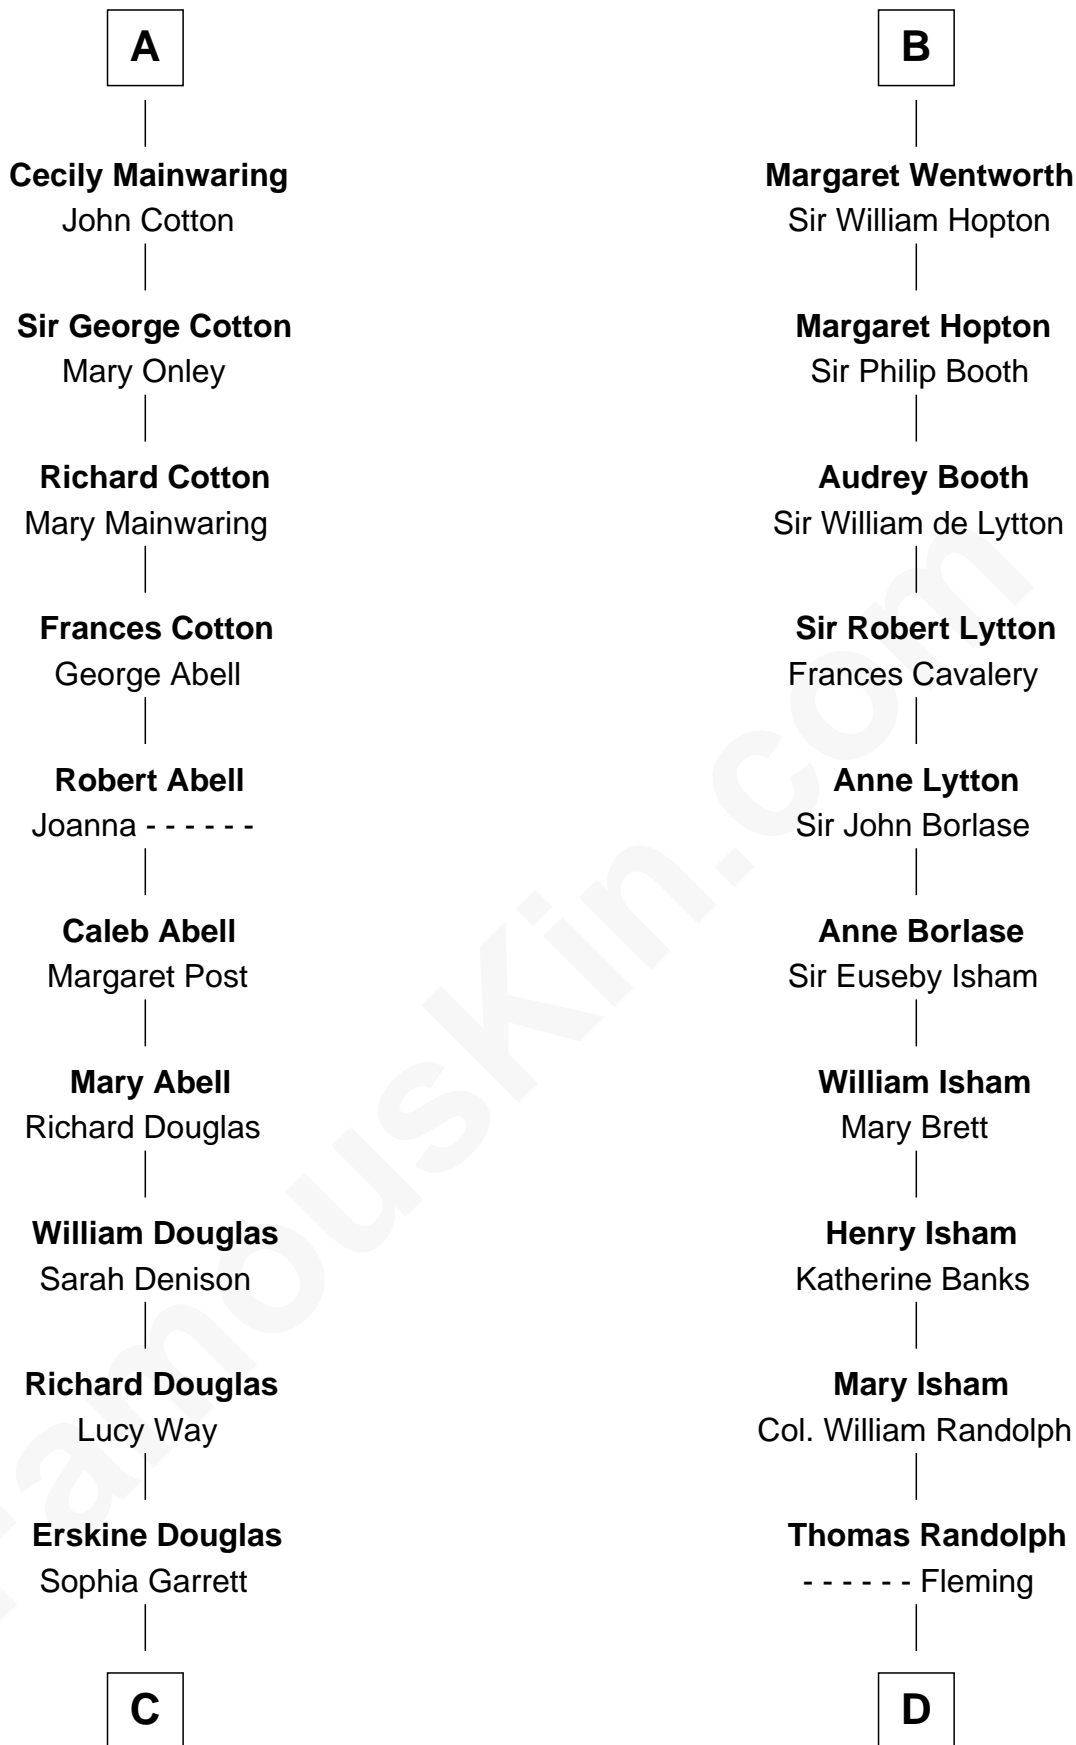 A
Cecily Mainwaring
John Cotton
Sir George Cotton
Mary Onley
Richard Cotton
Mary Mainwaring
Frances Cotton
George Abell
Robert Abell
Joanna - - - - - -
Caleb Abell
Margaret Post
Mary Abell
Richard Douglas
William Douglas
Sarah Denison
Richard Douglas
Lucy Way
Erskine Douglas
Sophia Garrett
C
B
Margaret Wentworth
Sir William Hopton
Margaret Hopton
Sir Philip Booth
Audrey Booth
Sir William de Lytton
Sir Robert Lytton
Frances Cavalery
Anne Lytton
Sir John Borlase
Anne Borlase
Sir Euseby Isham
William Isham
Mary Brett
Henry Isham
Katherine Banks
Mary Isham
Col. William Randolph
Thomas Randolph
- - - - - - Fleming
D
FamousKin.com